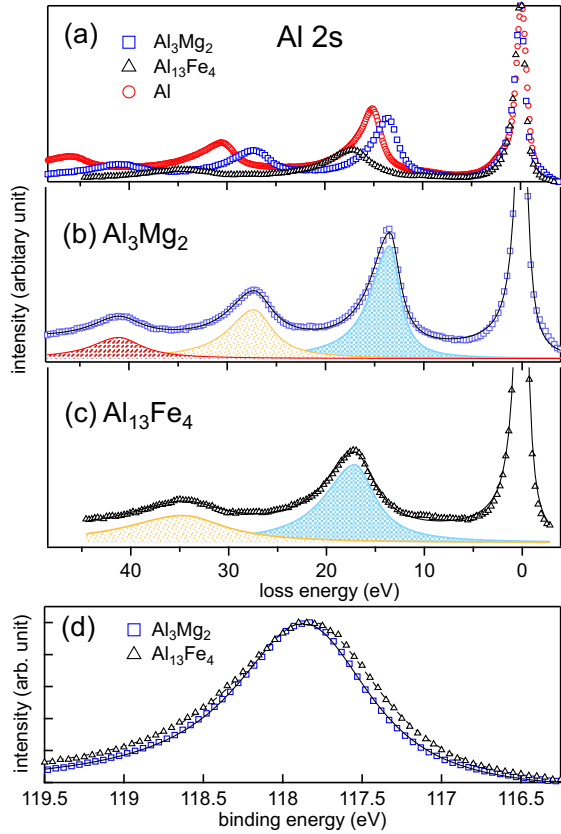 (a)
Al 2s
Al₃Mg₂
Al₁₃Fe₄
Al
intensity (arbitary unit)
(b) Al₃Mg₂
(c) Al₁₃Fe₄
40 30 20 10 0
loss energy (eV)
(d)
Al₃Mg₂
Al₁₃Fe₄
intensity (arb. unit)
119.5 119 118.5 118 117.5 117 116.5
binding energy (eV)